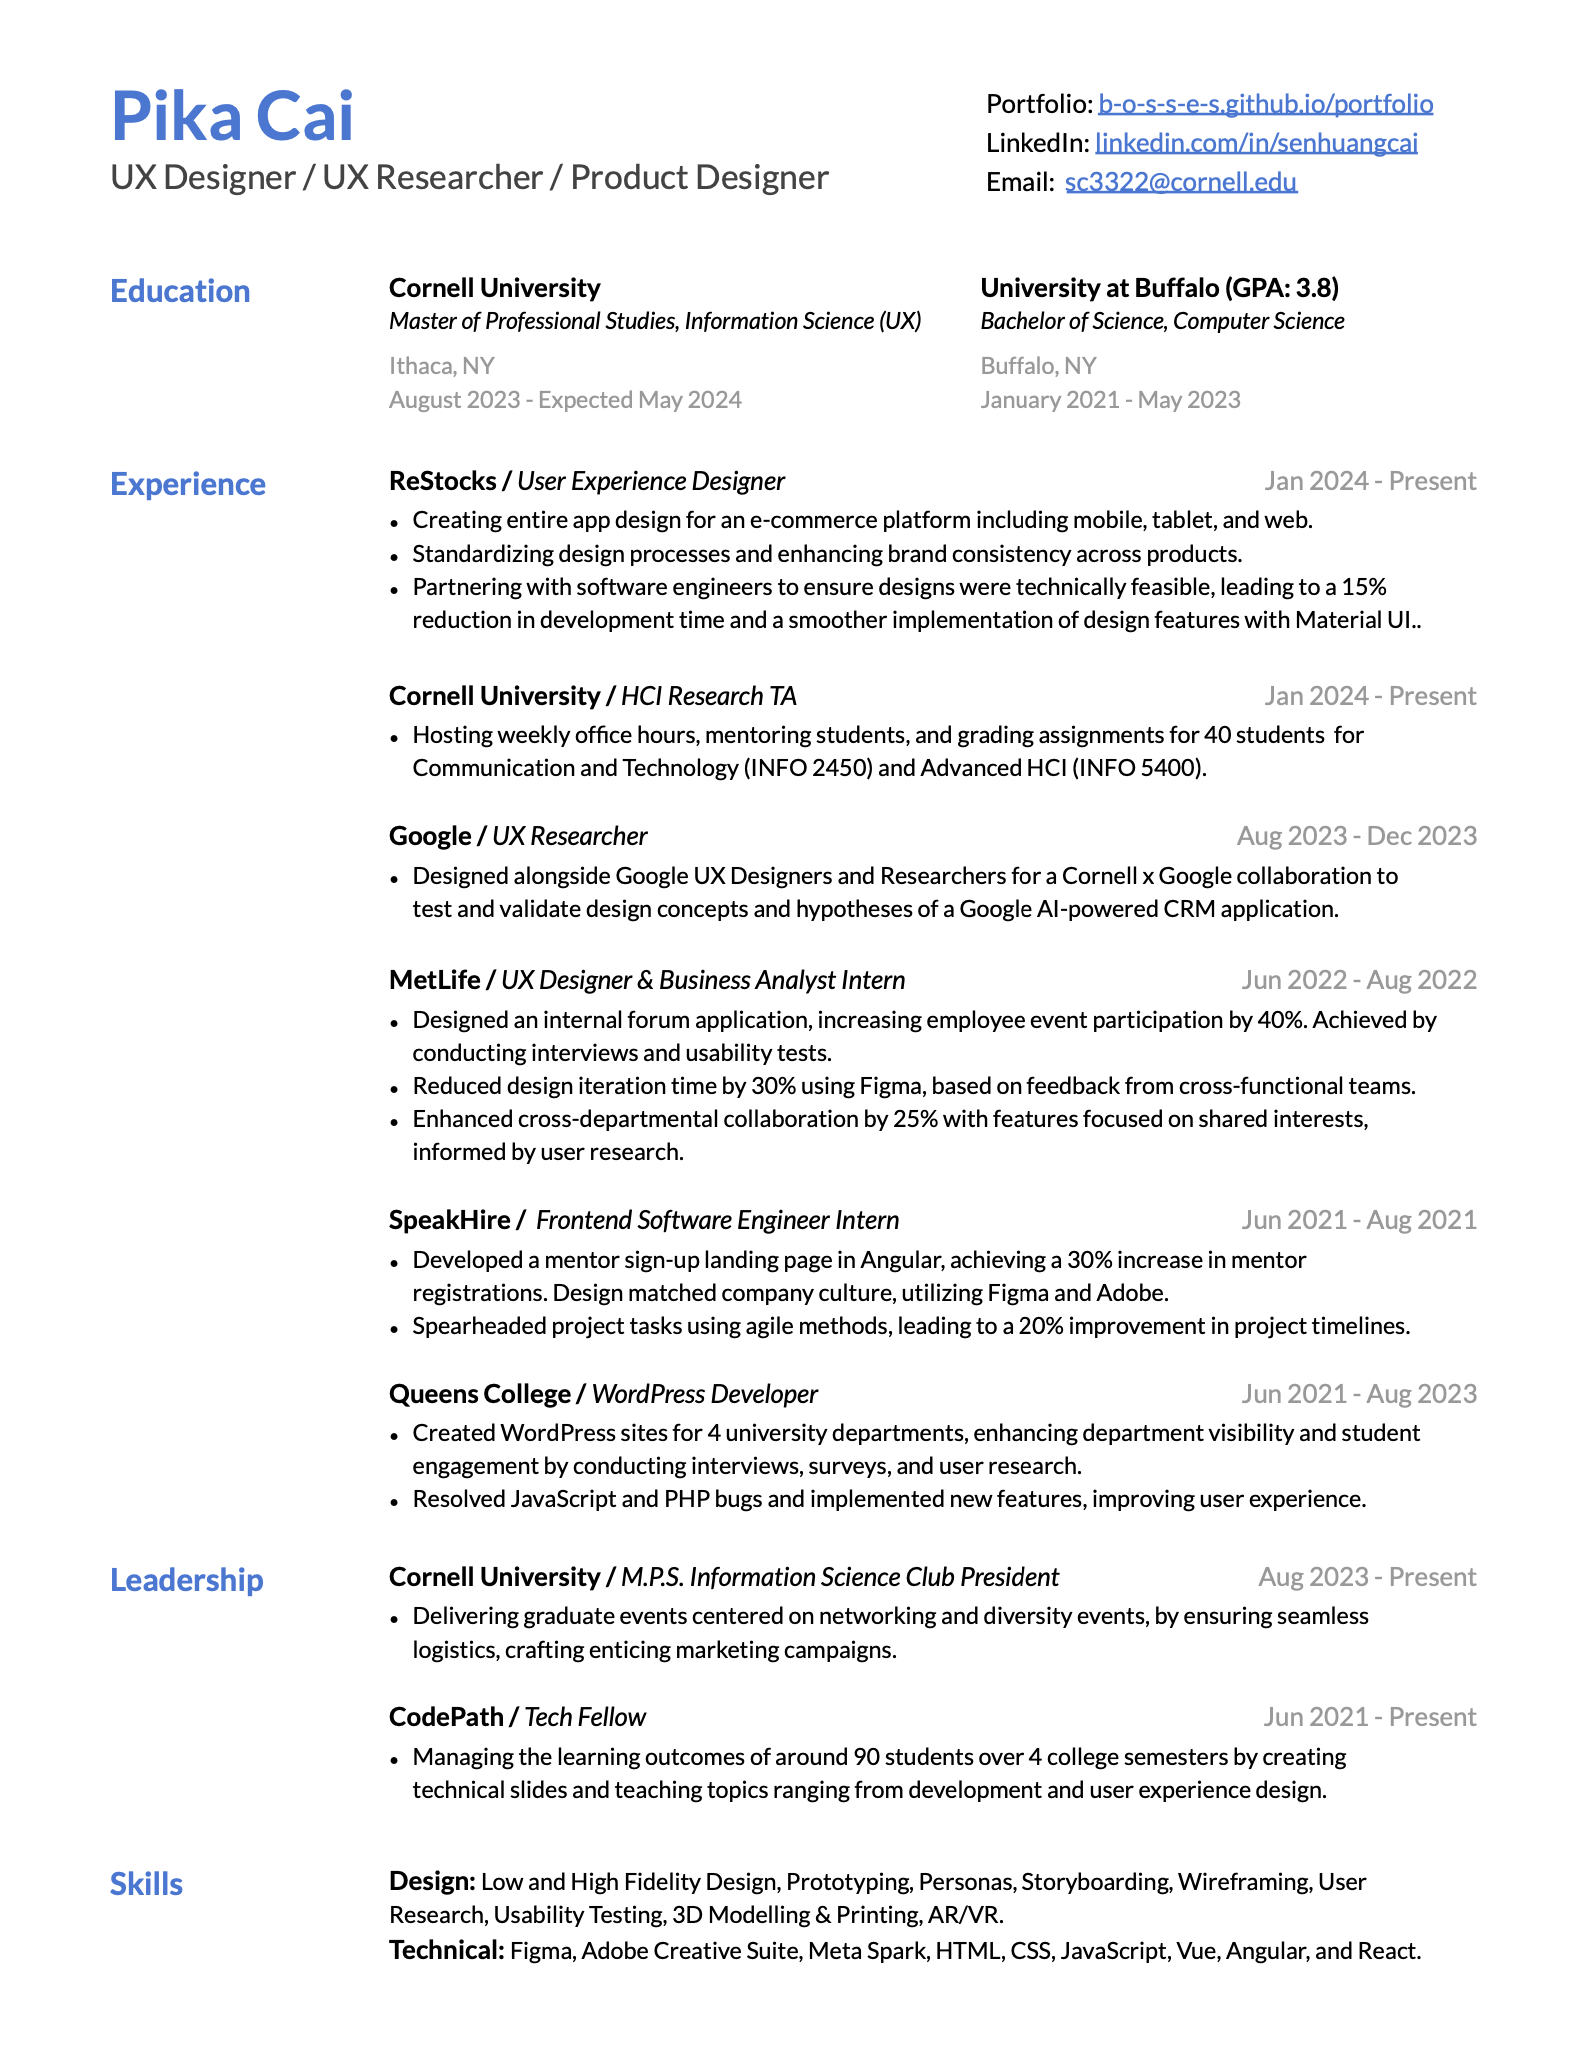 Pika Cai
UX Designer / UX Researcher / Product Designer
Portfolio: b-o-s-s-e-s.github.io/portfolio
LinkedIn: linkedin.com/in/senhuangcai
Email: sc3322@cornell.edu
Education
Cornell University
Master of Professional Studies, Information Science (UX)
Ithaca, NY
August 2023 - Expected May 2024
University at Buffalo (GPA: 3.8)
Bachelor of Science, Computer Science
Buffalo, NY
January 2021 - May 2023
Experience
ReStocks / User Experience Designer Jan 2024 - Present
• Creating entire app design for an e-commerce platform including mobile, tablet, and web.
• Standardizing design processes and enhancing brand consistency across products.
• Partnering with software engineers to ensure designs were technically feasible, leading to a 15%
reduction in development time and a smoother implementation of design features with Material UI..
Cornell University / HCI Research TA Jan 2024 - Present
• Hosting weekly office hours, mentoring students, and grading assignments for 40 students for
Communication and Technology (INFO 2450) and Advanced HCI (INFO 5400).
Google / UX Researcher Aug 2023 - Dec 2023
• Designed alongside Google UX Designers and Researchers for a Cornell x Google collaboration to
test and validate design concepts and hypotheses of a Google AI-powered CRM application.
MetLife / UX Designer & Business Analyst Intern Jun 2022 - Aug 2022
• Designed an internal forum application, increasing employee event participation by 40%. Achieved by
conducting interviews and usability tests.
• Reduced design iteration time by 30% using Figma, based on feedback from cross-functional teams.
• Enhanced cross-departmental collaboration by 25% with features focused on shared interests,
informed by user research.
SpeakHire / Frontend Software Engineer Intern Jun 2021 - Aug 2021
• Developed a mentor sign-up landing page in Angular, achieving a 30% increase in mentor
registrations. Design matched company culture, utilizing Figma and Adobe.
• Spearheaded project tasks using agile methods, leading to a 20% improvement in project timelines.
Queens College / WordPress Developer Jun 2021 - Aug 2023
• Created WordPress sites for 4 university departments, enhancing department visibility and student
engagement by conducting interviews, surveys, and user research.
• Resolved JavaScript and PHP bugs and implemented new features, improving user experience.
Leadership
Cornell University / M.P.S. Information Science Club President Aug 2023 - Present
• Delivering graduate events centered on networking and diversity events, by ensuring seamless
logistics, crafting enticing marketing campaigns.
CodePath / Tech Fellow Jun 2021 - Present
• Managing the learning outcomes of around 90 students over 4 college semesters by creating
technical slides and teaching topics ranging from development and user experience design.
Skills
Design: Low and High Fidelity Design, Prototyping, Personas, Storyboarding, Wireframing, User
Research, Usability Testing, 3D Modelling & Printing, AR/VR.
Technical: Figma, Adobe Creative Suite, Meta Spark, HTML, CSS, JavaScript, Vue, Angular, and React.